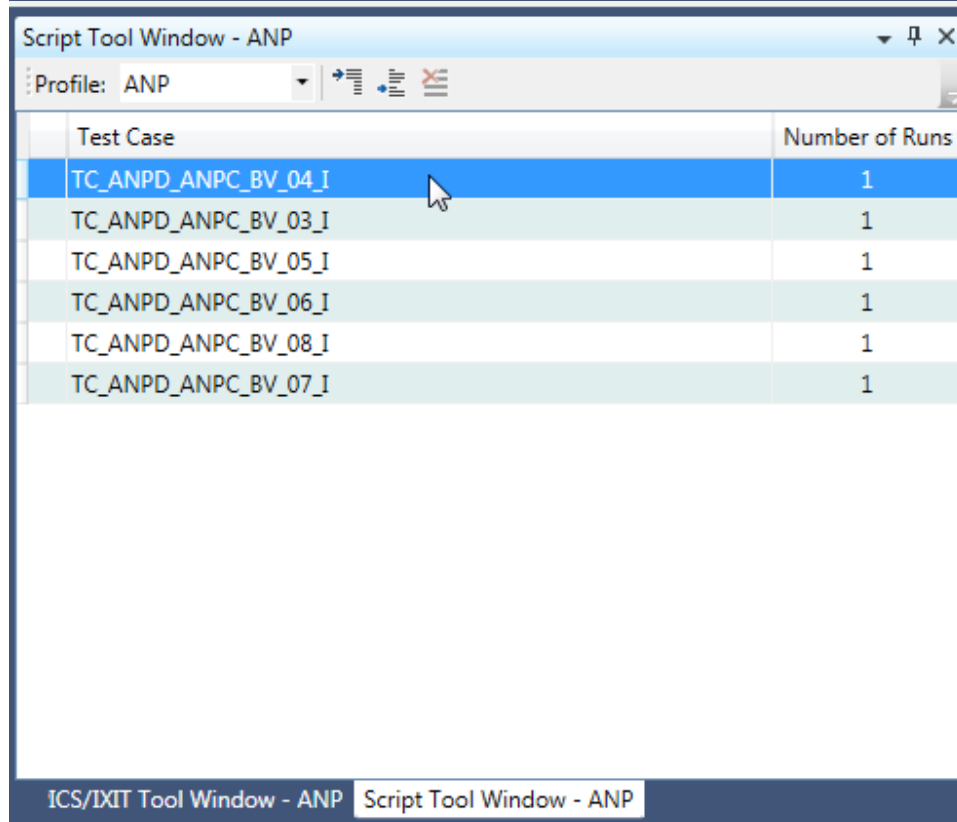 Script Tool Window - ANP
Profile: ANP
Test Case Number of Runs
TC_ANPD_ANPC_BV_04_I 1
TC_ANPD_ANPC_BV_03_I 1
TC_ANPD_ANPC_BV_05_I 1
TC_ANPD_ANPC_BV_06_I 1
TC_ANPD_ANPC_BV_08_I 1
TC_ANPD_ANPC_BV_07_I 1
ICS/IXIT Tool Window - ANP Script Tool Window - ANP